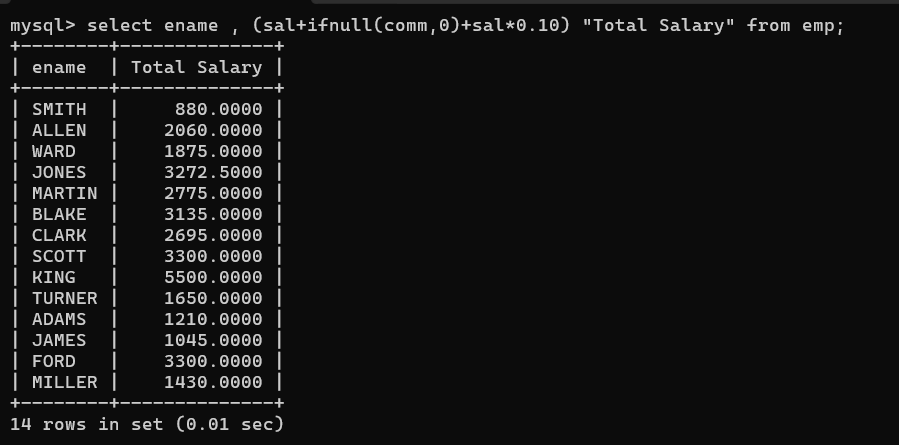 mysql> select ename , (sal+ifnull(comm,0)+sal*0.10) "Total Salary" from emp;
+--------+--------------+
| ename  | Total Salary |
+--------+--------------+
| SMITH  |     880.0000 |
| ALLEN  |    2060.0000 |
| WARD   |    1875.0000 |
| JONES  |    3272.5000 |
| MARTIN |    2775.0000 |
| BLAKE  |    3135.0000 |
| CLARK  |    2695.0000 |
| SCOTT  |    3300.0000 |
| KING   |    5500.0000 |
| TURNER |    1650.0000 |
| ADAMS  |    1210.0000 |
| JAMES  |    1045.0000 |
| FORD   |    3300.0000 |
| MILLER |    1430.0000 |
+--------+--------------+
14 rows in set (0.01 sec)